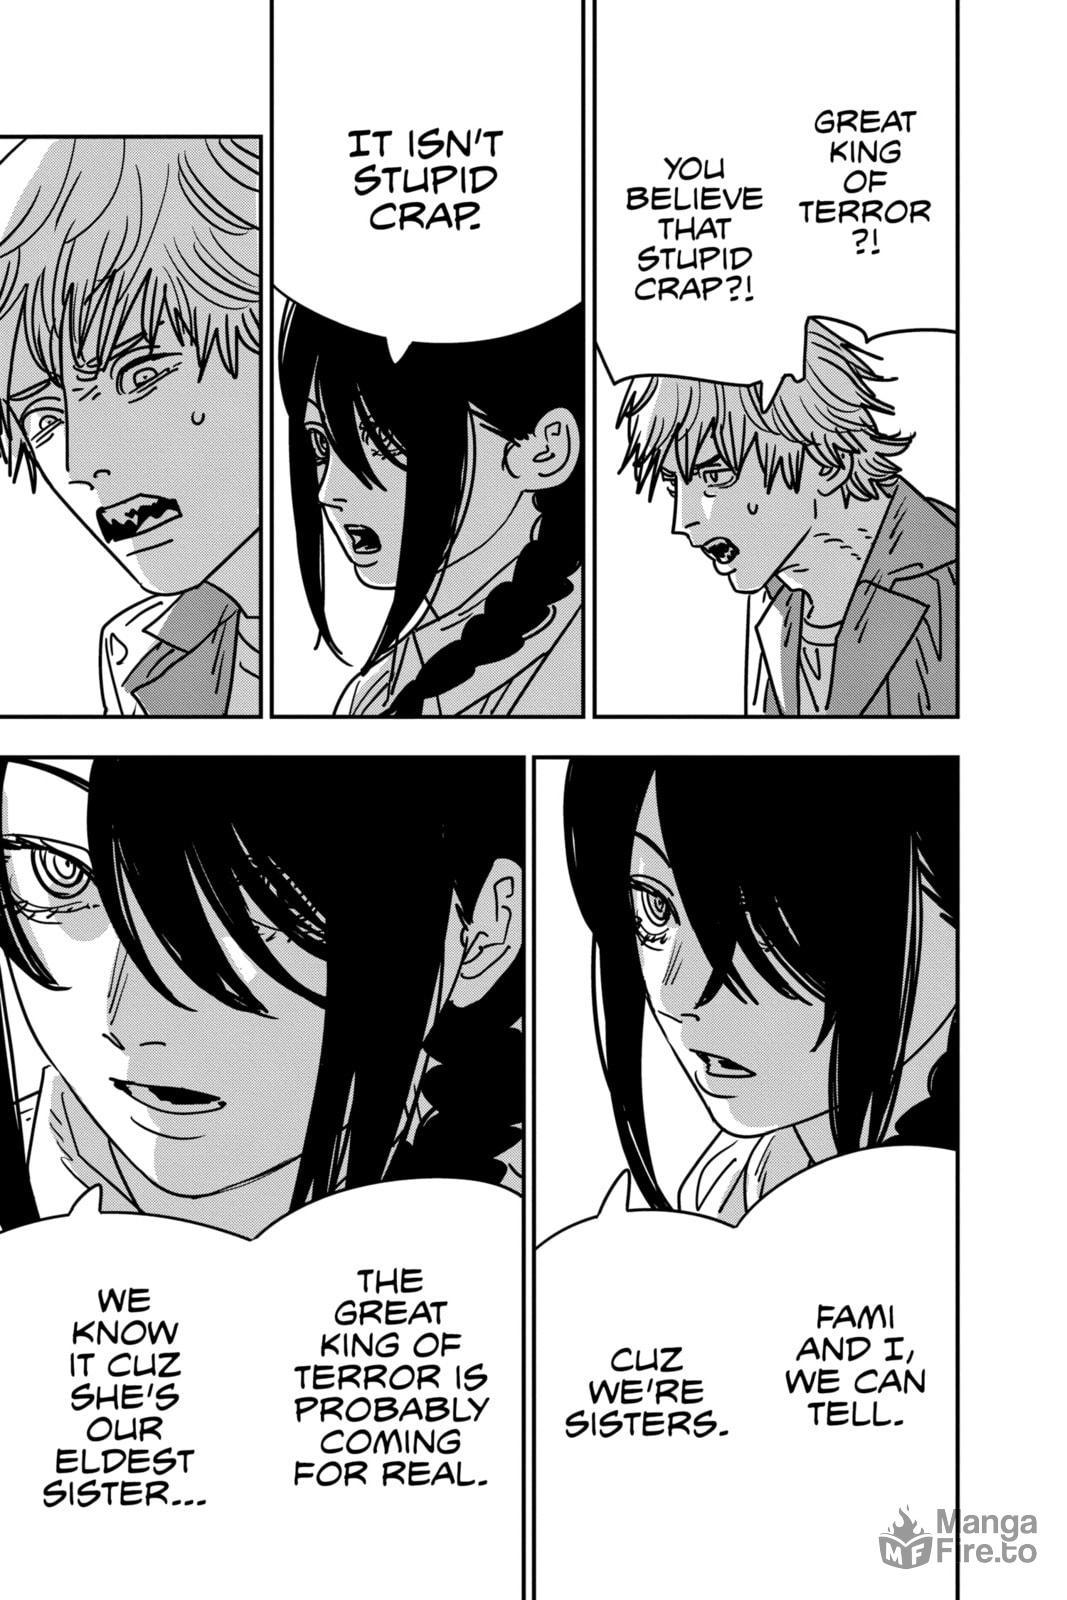 GREAT
KING
OF
TERROR
?!
YOU
BELIEVE
THAT
STUPID
CRAP?!
IT ISN'T
STUPID
CRAP.
FAMI
AND I,
WE CAN
TELL.
CUZ
WE'RE
SISTERS.
THE
GREAT
KING OF
TERROR IS
PROBABLY
COMING
FOR REAL.
WE
KNOW
IT CUZ
SHE'S
OUR
ELDEST
SISTER...
MF
Manga
Fire.to